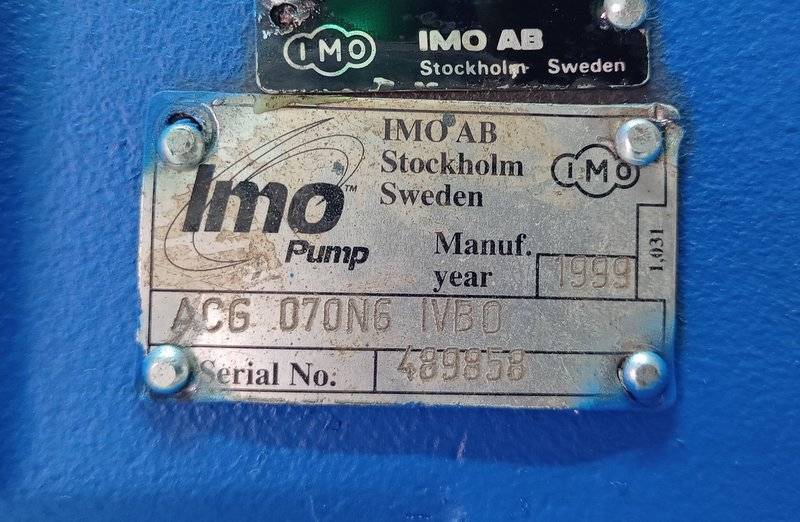 IMO
IMO AB
Stockholm Sweden
Imo™
Pump
IMO AB
Stockholm
Sweden
IMO
Manuf.
year
1999
1,031
ACG 070N6 IVBO
Serial No.
489858